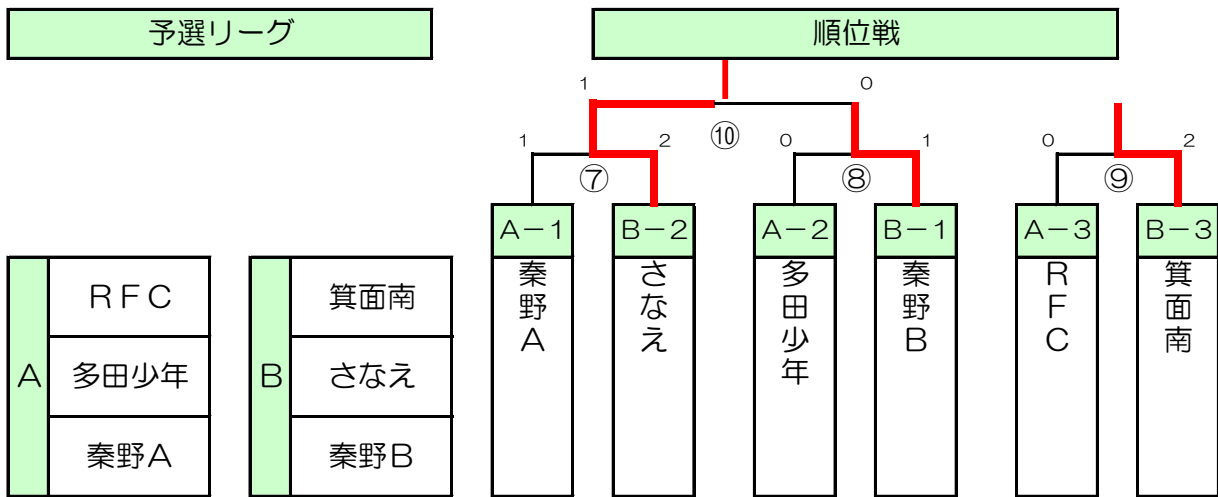 予選リーグ
順位戦
1
0
⑩
1
2
0
1
0
2
⑦
⑧
⑨
A-1
B-2
A-2
B-1
A-3
B-3
秦野A
さなえ
多田少年
秦野B
RFC
箕面南
A
RFC
多田少年
秦野A
B
箕面南
さなえ
秦野B